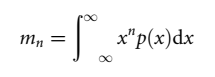 mₙ = ∫_∞^∞ xⁿp(x)dx